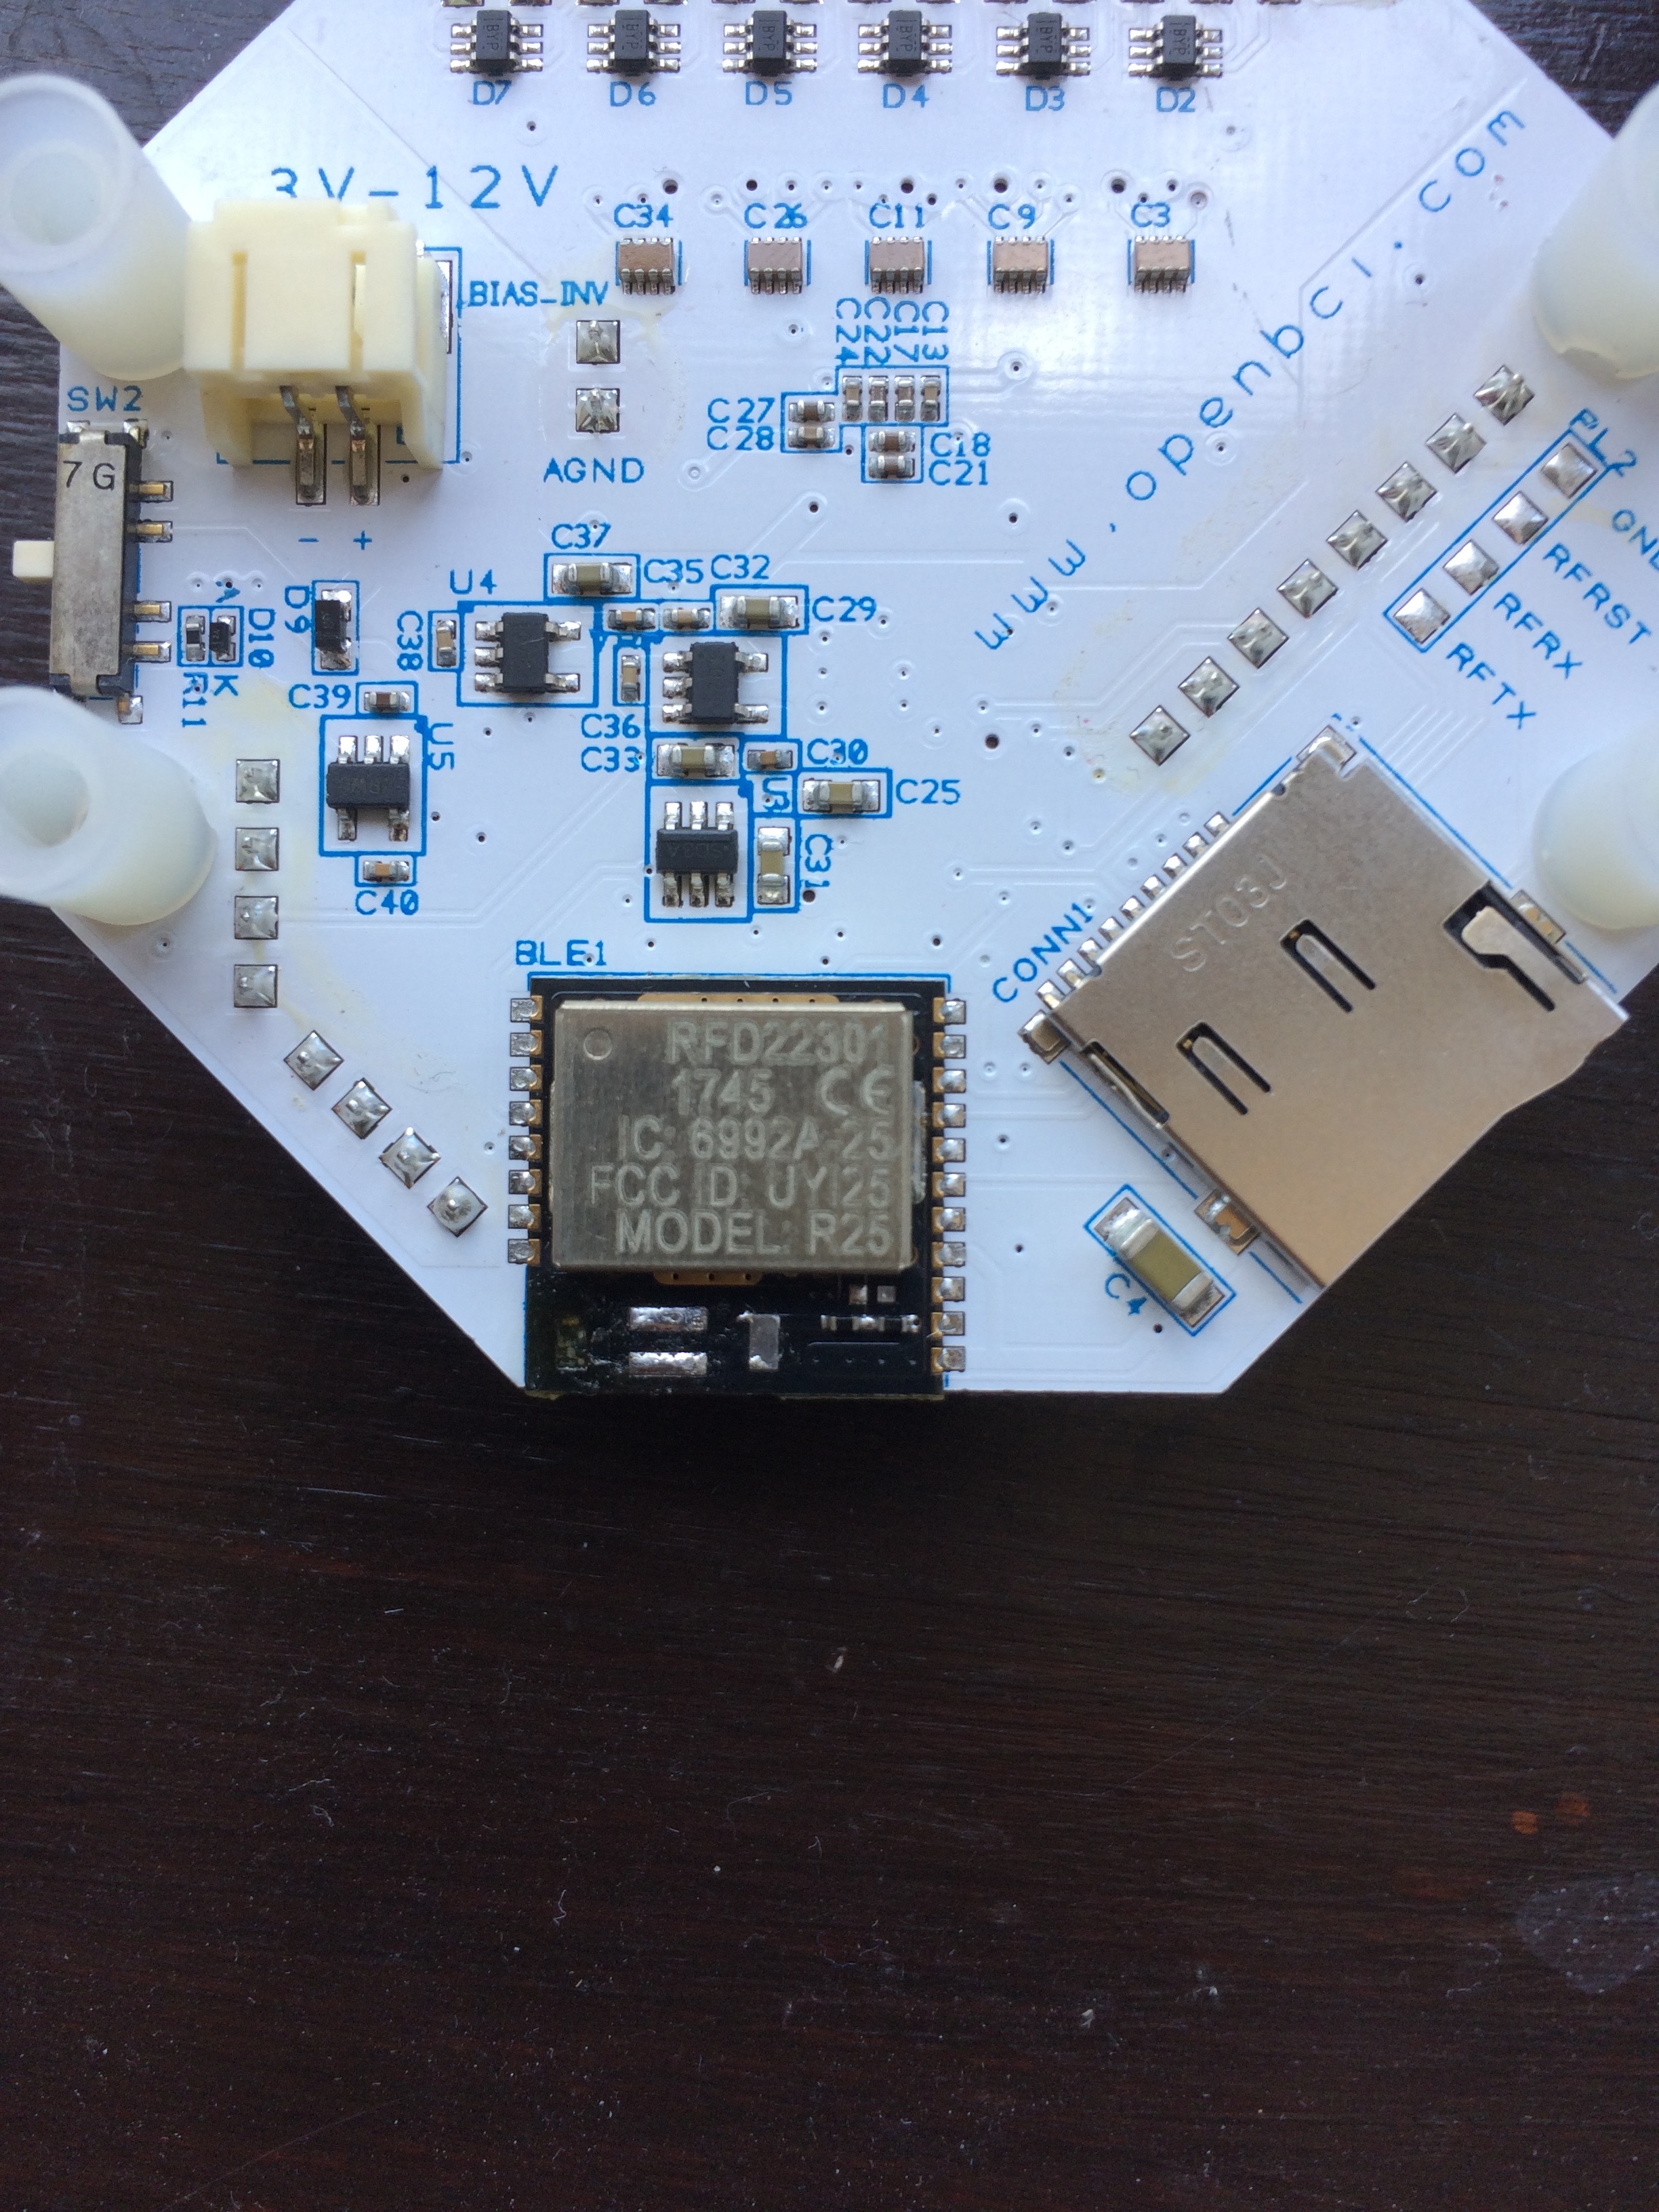 D7 D6 D5 D4 D3 D2
3V-12V
C34 C26 C11 C9 C3
BIAS_INV
C24 C22 C17 C13
www.openbci.com
SW2
7G
C27
C28
C18
C21
AGND
- +
PL2
GND
RFRST
RFRX
RFTX
C37
U4
C35 C32
C29
C38
D9
A
D10
K
R11
C39
C36
U5
C33
C30
U3
C25
C31
C40
BLE1
CONN1
ST03J
RFD22301
1745 CE
IC: 6992A-25
FCC ID: UYI25
MODEL: R25
C4